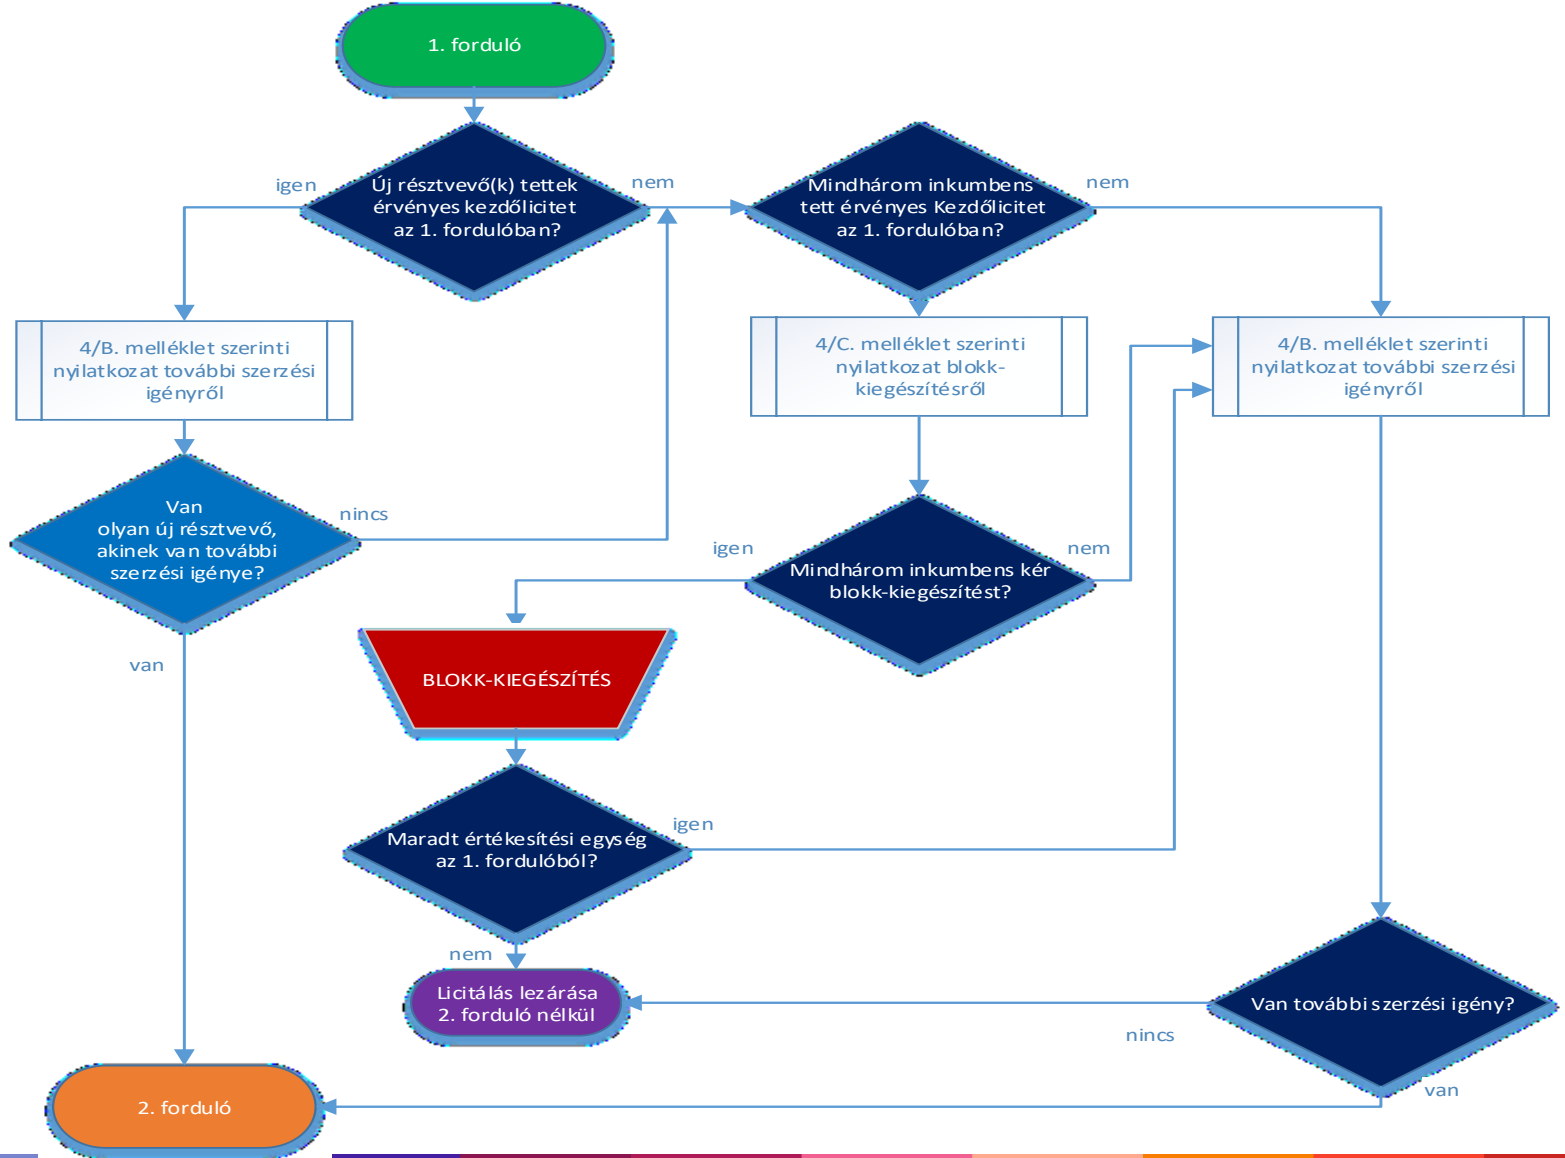 1. forduló
igen
Új résztvevő(k) tettek
érvényes kezdőlicitet
az 1. fordulóban?
nem
Mindhárom inkumbens
tett érvényes Kezdőlicitet
az 1. fordulóban?
nem
4/B. melléklet szerinti
nyilatkozat további szerzési
igényről
4/C. melléklet szerinti
nyilatkozat blokk-
kiegészítésről
4/B. melléklet szerinti
nyilatkozat további szerzési
igényről
Van
olyan új résztvevő,
akinek van további
szerzési igénye?
nincs
van
igen
Mindhárom inkumbens kér
blokk-kiegészítést?
nem
BLOKK-KIEGÉSZÍTÉS
Maradt értékesítési egység
az 1. fordulóból?
igen
nem
Licitálás lezárása
2. forduló nélkül
Van további szerzési igény?
nincs
van
2. forduló